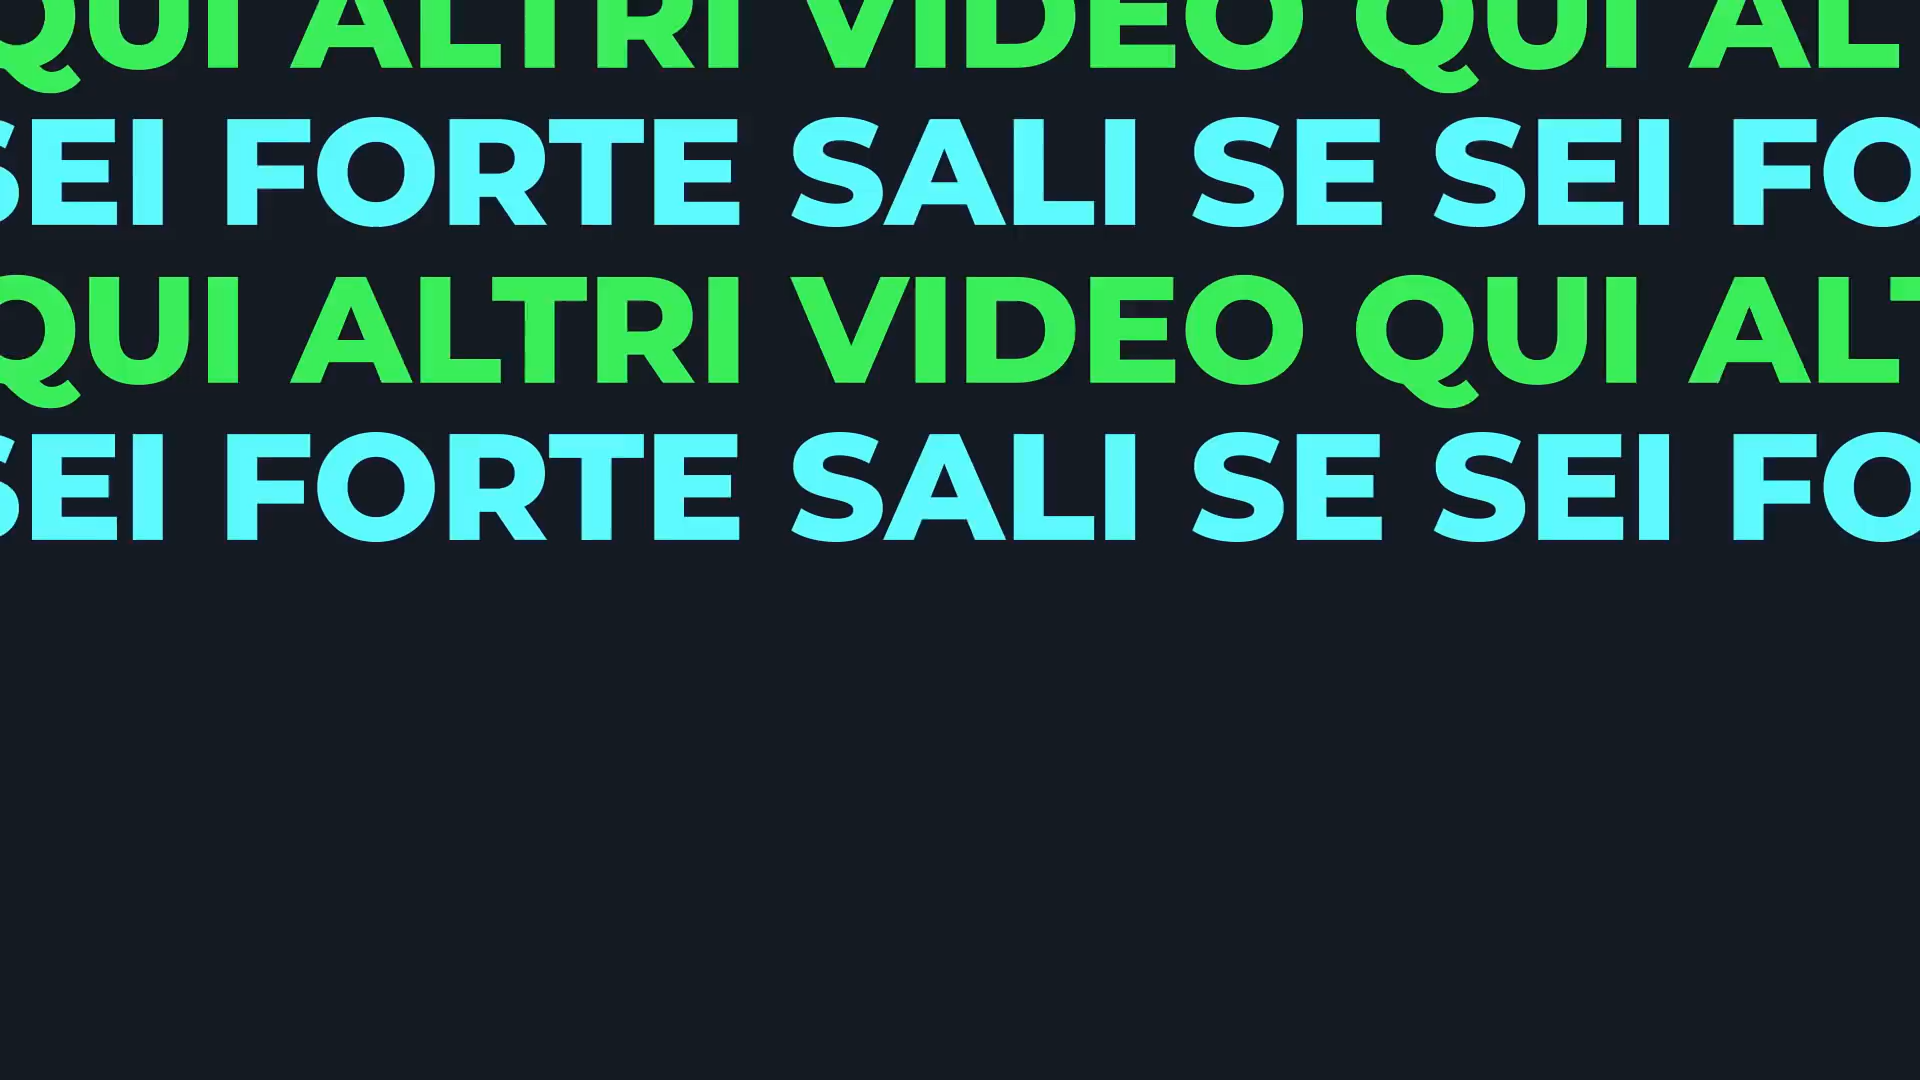 QUI ALTRI VIDEO QUI AL
SEI FORTE SALI SE SEI FO
QUI ALTRI VIDEO QUI ALT
SEI FORTE SALI SE SEI FO